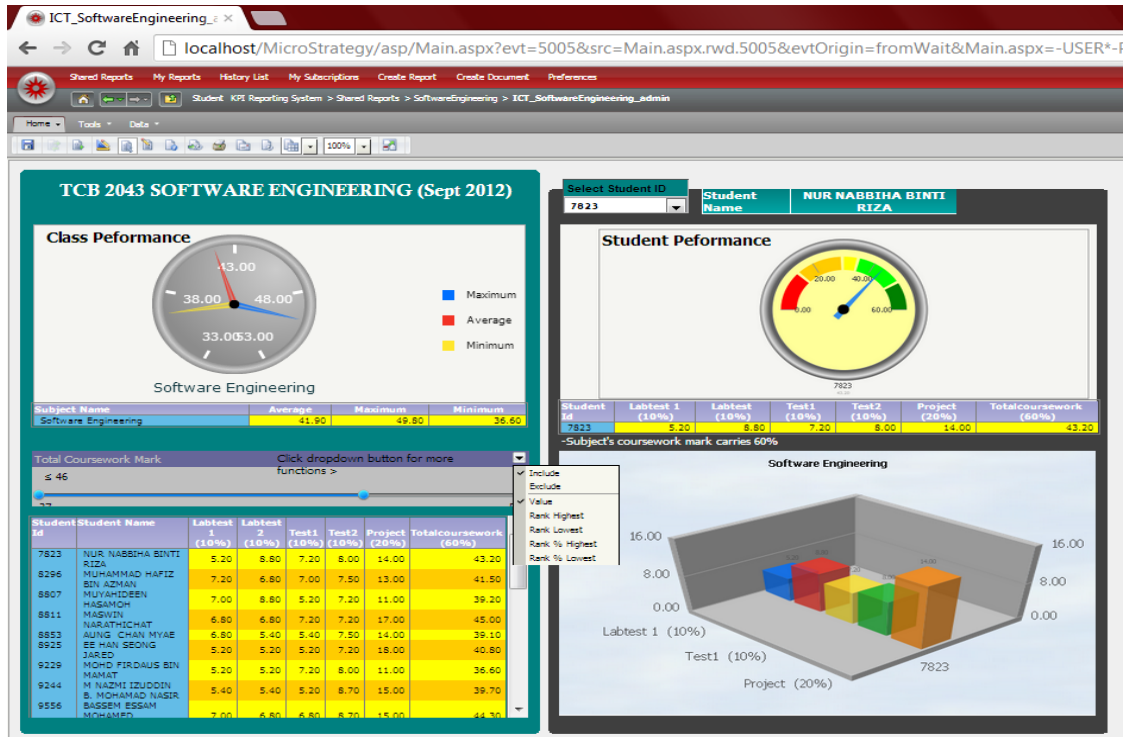 ICT_SoftwareEngineering_a ×
localhost/MicroStrategy/asp/Main.aspx?evt=5005&src=Main.aspx.rwd.5005&evtOrigin=fromWait&Main.aspx=-USER*-
Shared Reports My Reports History List My Subscriptions Create Report Create Document Preferences
Student KPI Reporting System > Shared Reports > SoftwareEngineering > ICT_SoftwareEngineering_admin
Home Tools Data
100%
TCB 2043 SOFTWARE ENGINEERING (Sept 2012)
Class Peformance
43.00
38.00 48.00
33.00 53.00
Maximum
Average
Minimum
Software Engineering
Subject Name Average Maximum Minimum
Software Engineering 41.90 49.80 36.60
Total Coursework Mark
Click dropdown button for more functions >
≤ 46
Include
Exclude
Value
Rank Highest
Rank Lowest
Rank % Highest
Rank % Lowest
Student Id Student Name Labtest 1 (10%) Labtest 2 (10%) Test1 (10%) Test2 (10%) Project (20%) Totalcoursework (60%)
7823 NUR NABBIHA BINTI RIZA 5.20 8.80 7.20 8.00 14.00 43.20
8296 MUHAMMAD HAFIZ BIN AZMAN 7.20 6.80 7.00 7.50 13.00 41.50
8807 MUYAHIDEEN HASAMOH 7.00 8.80 5.20 7.20 11.00 39.20
8811 MASWIN NARATHICHAT 6.80 6.80 7.20 7.20 17.00 45.00
8853 AUNG CHAN MYAE 6.80 5.40 5.40 7.50 14.00 39.10
8925 EE HAN SEONG JARED 5.20 5.20 5.20 7.20 18.00 40.80
9229 MOHD FIRDAUS BIN MAMAT 5.20 5.20 7.20 8.00 11.00 36.60
9244 M NAZMI IZUDDIN B. MOHAMAD NASIR 5.40 5.40 5.20 8.70 15.00 39.70
9556 BASSEM ESSAM MOHAMED 7.00 6.80 6.80 8.70 15.00 44.30
Select Student ID
7823
Student Name
NUR NABBIHA BINTI RIZA
Student Peformance
20.00 40.00
0.00 60.00
7823
Student Id Labtest 1 (10%) Labtest (10%) Test1 (10%) Test2 (10%) Project (20%) Totalcoursework (60%)
7823 5.20 8.80 7.20 8.00 14.00 43.20
-Subject's coursework mark carries 60%
Software Engineering
16.00 16.00
8.00 8.00
0.00 0.00
14.00
Labtest 1 (10%)
Test1 (10%)
Project (20%)
7823